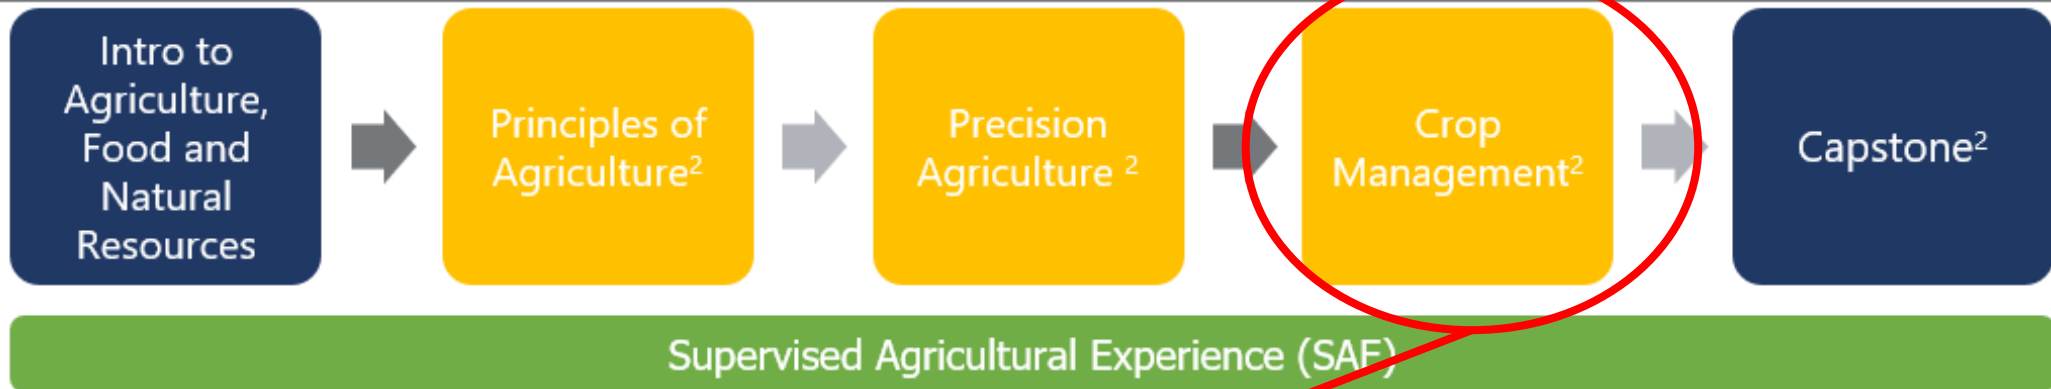 Intro to
Agriculture,
Food and
Natural
Resources
Principles of
Agriculture²
Precision
Agriculture ²
Crop
Management²
Capstone²
Supervised Agricultural Experience (SAE)